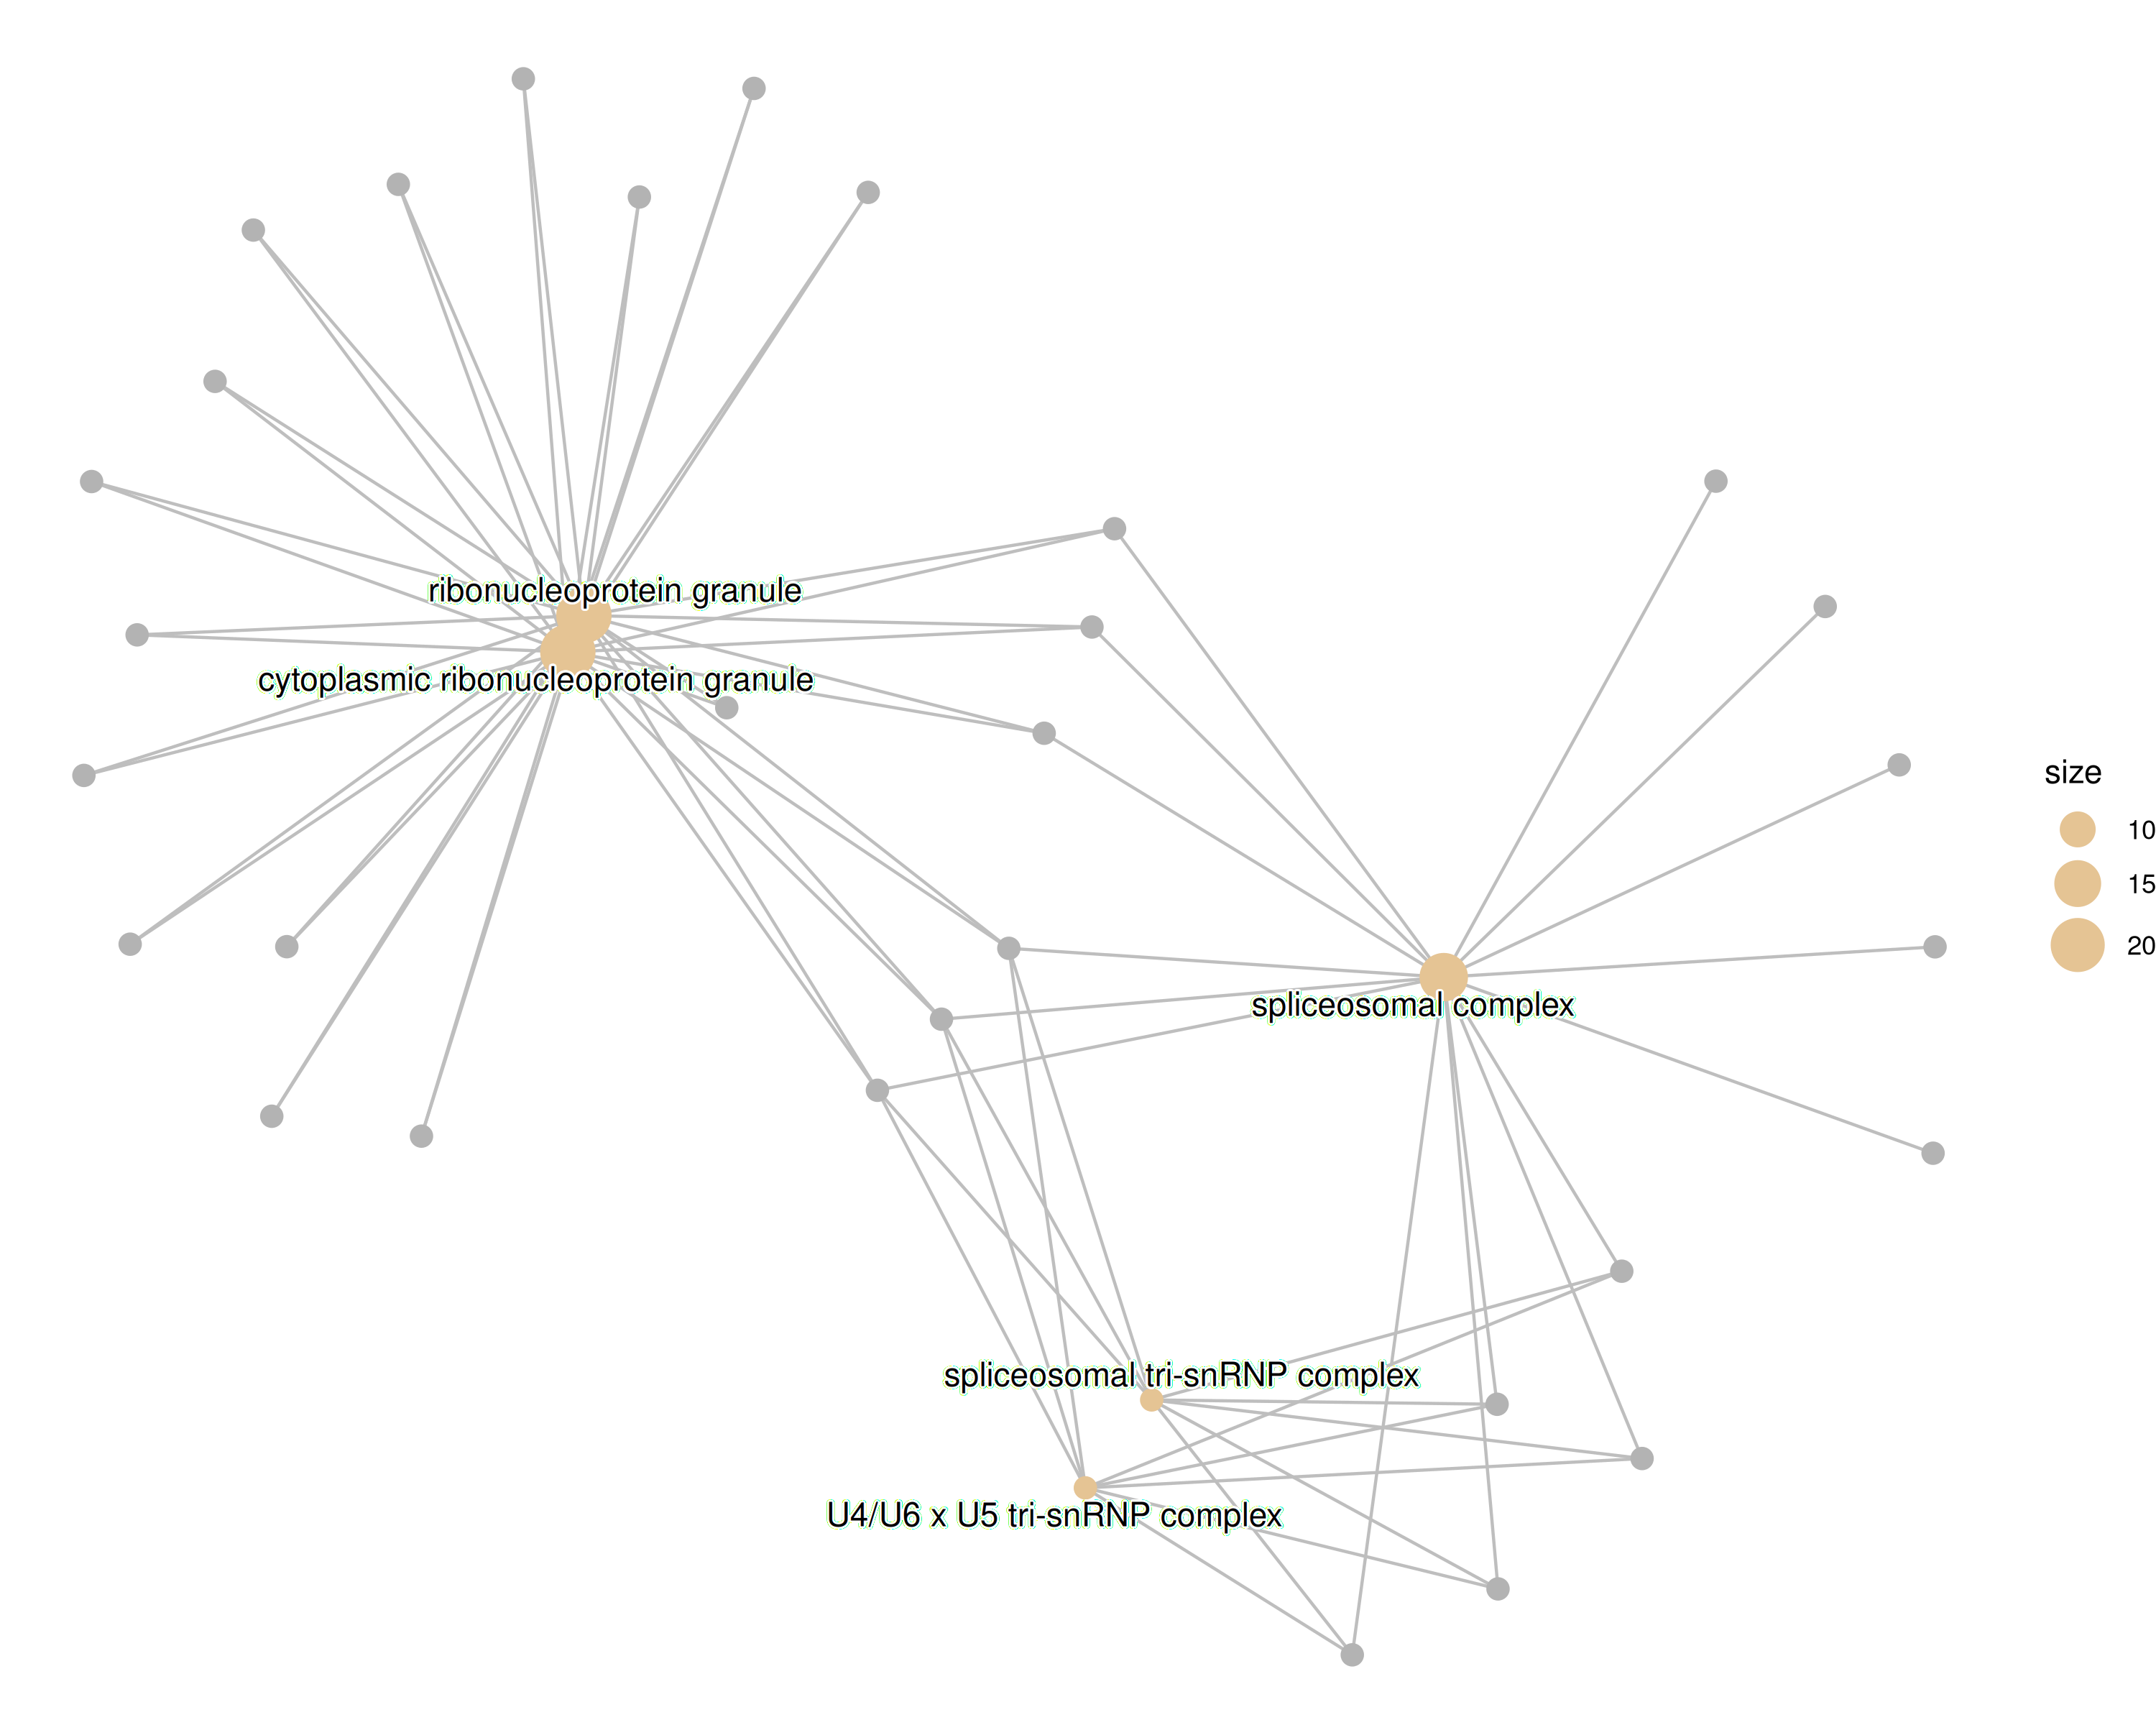 ribonucleoprotein granule
cytoplasmic ribonucleoprotein granule
spliceosomal complex
spliceosomal tri-snRNP complex
U4/U6 x U5 tri-snRNP complex
size
10
15
20